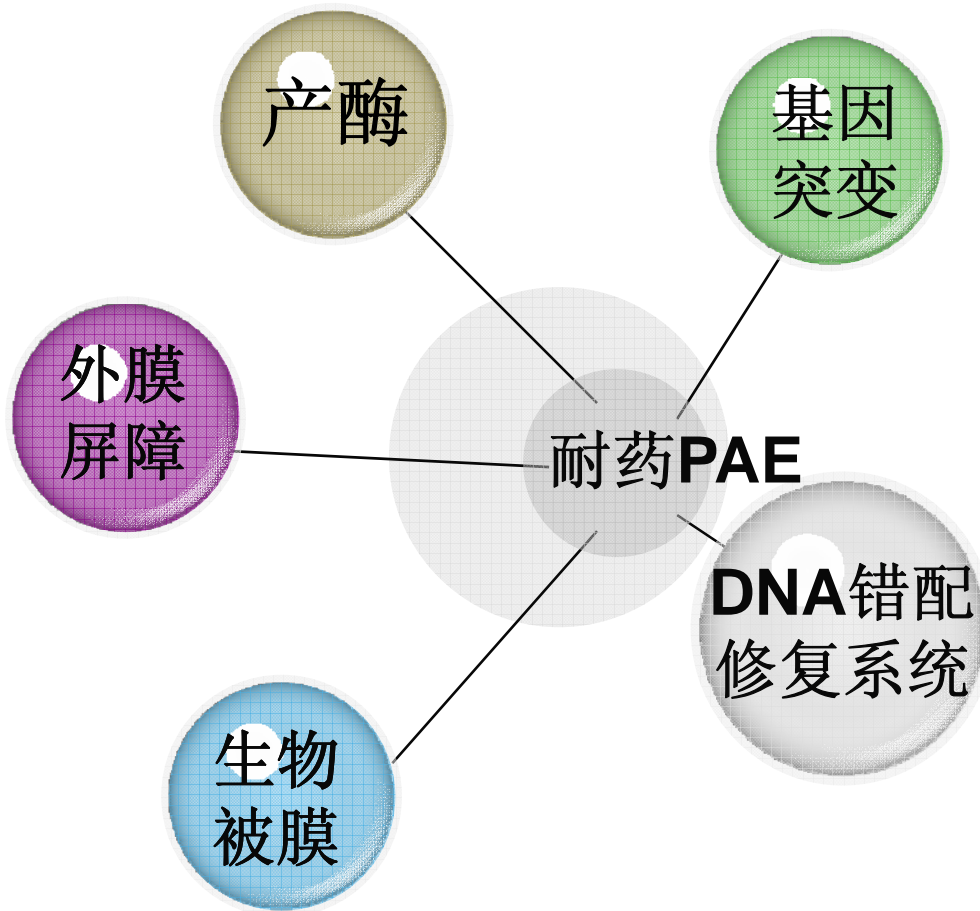 产酶
基因
突变
外膜
屏障
耐药PAE
DNA错配
修复系统
生物
被膜